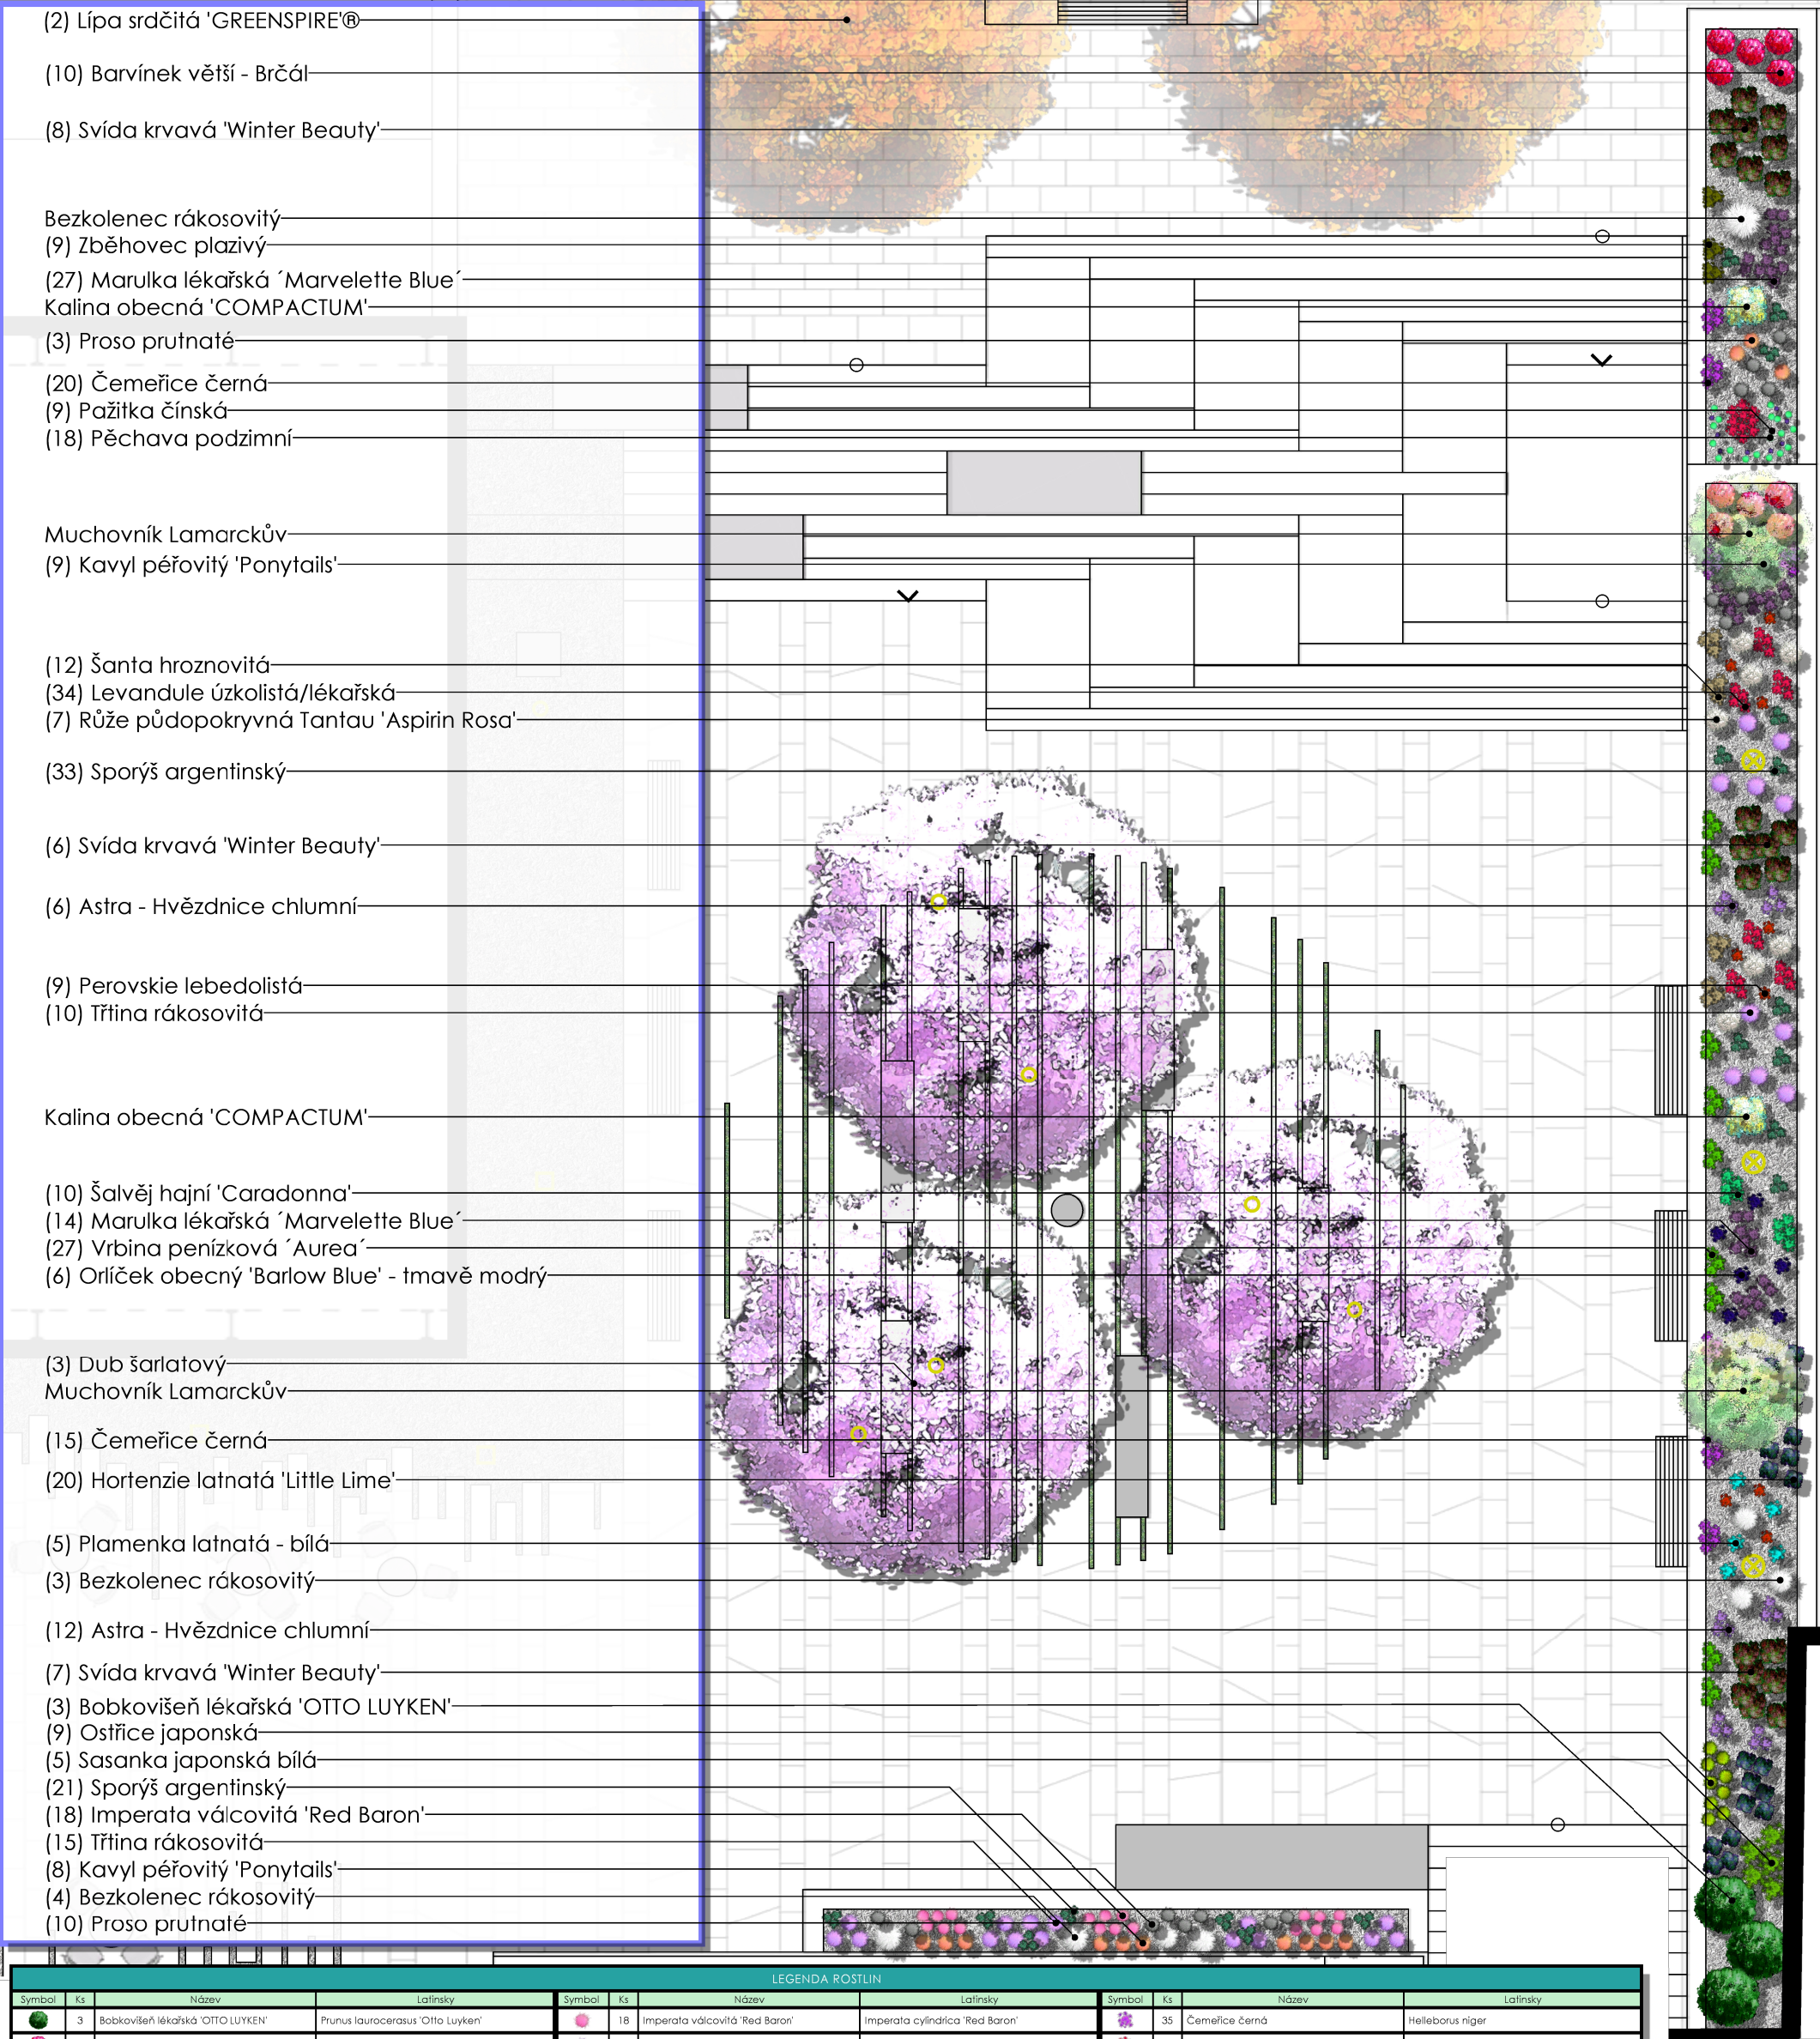 (2) Lípa srdčitá 'GREENSPIRE'®
(10) Barvínek větší - Brčál
(8) Svída krvavá 'Winter Beauty'
Bezkolenec rákosovitý
(9) Zběhovec plazivý
(27) Marulka lékařská ´Marvelette Blue´
Kalina obecná 'COMPACTUM'
(3) Proso prutnaté
(20) Čemeřice černá
(9) Pažitka čínská
(18) Pěchava podzimní
Muchovník Lamarckův
(9) Kavyl péřovitý 'Ponytails'
(12) Šanta hroznovitá
(34) Levandule úzkolistá/lékařská
(7) Růže půdopokryvná Tantau 'Aspirin Rosa'
(33) Sporýš argentinský
(6) Svída krvavá 'Winter Beauty'
(6) Astra - Hvězdnice chlumní
(9) Perovskie lebedolistá
(10) Třtina rákosovitá
Kalina obecná 'COMPACTUM'
(10) Šalvěj hajní 'Caradonna'
(14) Marulka lékařská ´Marvelette Blue´
(27) Vrbina penízková ´Aurea´
(6) Orlíček obecný 'Barlow Blue' - tmavě modrý
(3) Dub šarlatový
Muchovník Lamarckův
(15) Čemeřice černá
(20) Hortenzie latnatá 'Little Lime'
(5) Plamenka latnatá - bílá
(3) Bezkolenec rákosovitý
(12) Astra - Hvězdnice chlumní
(7) Svída krvavá 'Winter Beauty'
(3) Bobkovišeň lékařská 'OTTO LUYKEN'
(9) Ostřice japonská
(5) Sasanka japonská bílá
(21) Sporýš argentinský
(18) Imperata válcovitá 'Red Baron'
(15) Třtina rákosovitá
(8) Kavyl péřovitý 'Ponytails'
(4) Bezkolenec rákosovitý
(10) Proso prutnaté
LEGENDA ROSTLIN
Symbol Ks Název Latinsky Symbol Ks Název Latinsky Symbol Ks Název Latinsky
3 Bobkovišeň lékařská 'OTTO LUYKEN' Prunus laurocerasus 'Otto Luyken' 18 Imperata válcovitá 'Red Baron' Imperata cylindrica 'Red Baron' 35 Čemeřice černá Helleborus niger